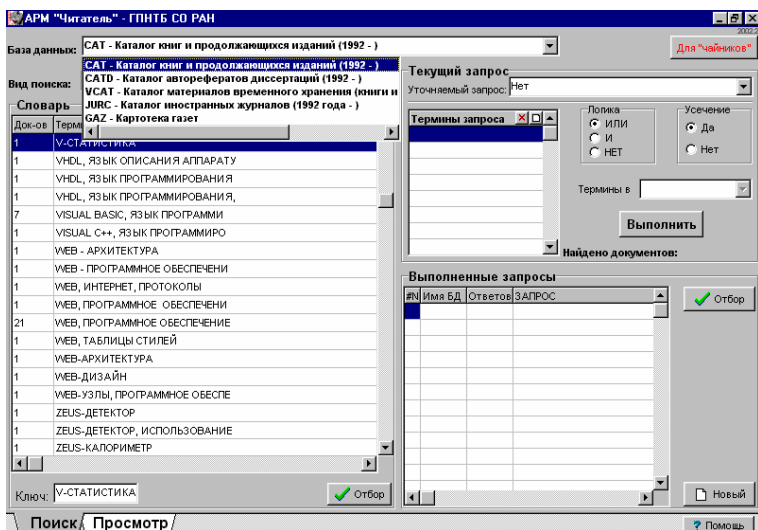 АРМ "Читатель" - ГПНТБ СО РАН
База данных: CAT - Каталог книг и продолжающихся изданий (1992 - )
Для "чайников"
CAT - Каталог книг и продолжающихся изданий (1992 - )
CATD - Каталог авторефератов диссертаций (1992 - )
VCAT - Каталог материалов временного хранения (книги и
JURC - Каталог иностранных журналов (1992 года - )
GAZ - Картотека газет
Вид поиска:
Словарь
Док-ов Терми
1 V-СТАТИСТИКА
1 VHDL, ЯЗЫК ОПИСАНИЯ АППАРАТУ
1 VHDL, ЯЗЫК ПРОГРАММИРОВАНИЯ
1 VHDL, ЯЗЫК ПРОГРАММИРОВАНИЯ,
7 VISUAL BASIC, ЯЗЫК ПРОГРАММИ
1 VISUAL C++, ЯЗЫК ПРОГРАММИРО
1 WEB - АРХИТЕКТУРА
1 WEB - ПРОГРАММНОЕ ОБЕСПЕЧЕНИ
1 WEB, ИНТЕРНЕТ, ПРОТОКОЛЫ
1 WEB, ПРОГРАММНОЕ ОБЕСПЕЧЕНИ
21 WEB, ПРОГРАММНОЕ ОБЕСПЕЧЕНИЕ
1 WEB, ТАБЛИЦЫ СТИЛЕЙ
1 WEB-АРХИТЕКТУРА
1 WEB-ДИЗАЙН
1 WEB-УЗЛЫ, ПРОГРАММНОЕ ОБЕСПЕ
1 ZEUS-ДЕТЕКТОР
1 ZEUS-ДЕТЕКТОР, ИСПОЛЬЗОВАНИЕ
1 ZEUS-КАЛОРИМЕТР
Ключ: V-СТАТИСТИКА
Отбор
Текущий запрос
Уточняемый запрос: Нет
Термины запроса
Логика
ИЛИ
И
НЕТ
Усечение
Да
Нет
Термины в
Выполнить
Найдено документов:
Выполненные запросы
#N Имя БД Ответов ЗАПРОС
Отбор
Новый
Поиск Просмотр
? Помощь